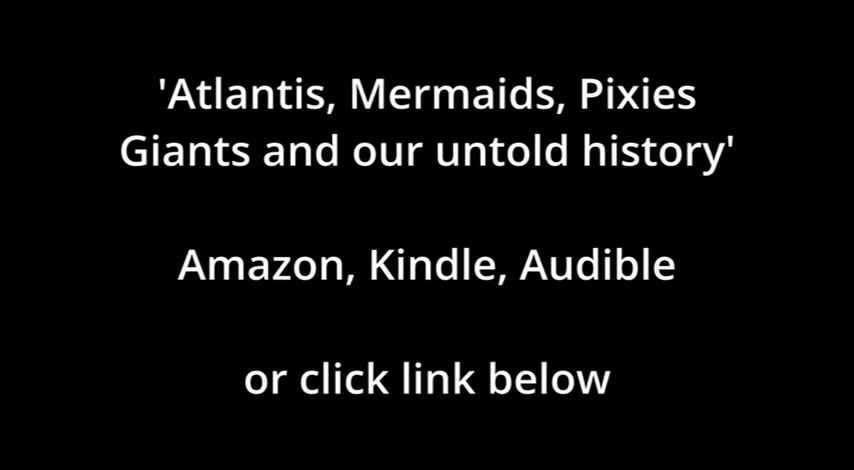 'Atlantis, Mermaids, Pixies
Giants and our untold history'
Amazon, Kindle, Audible
or click link below